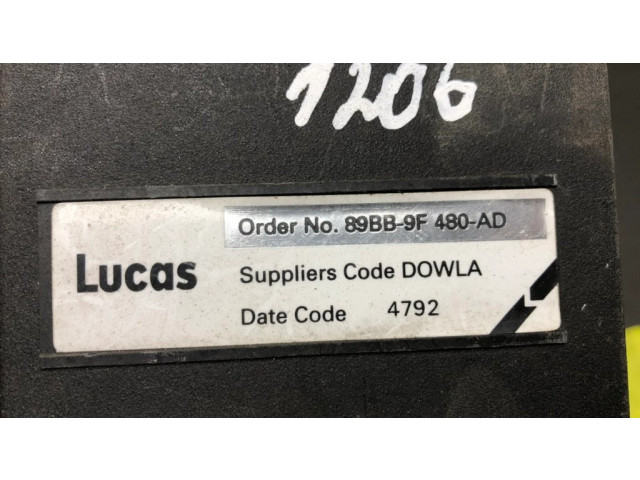 1206
Lucas
Order No. 89BB-9F 480-AD
Suppliers Code DOWLA
Date Code 4792